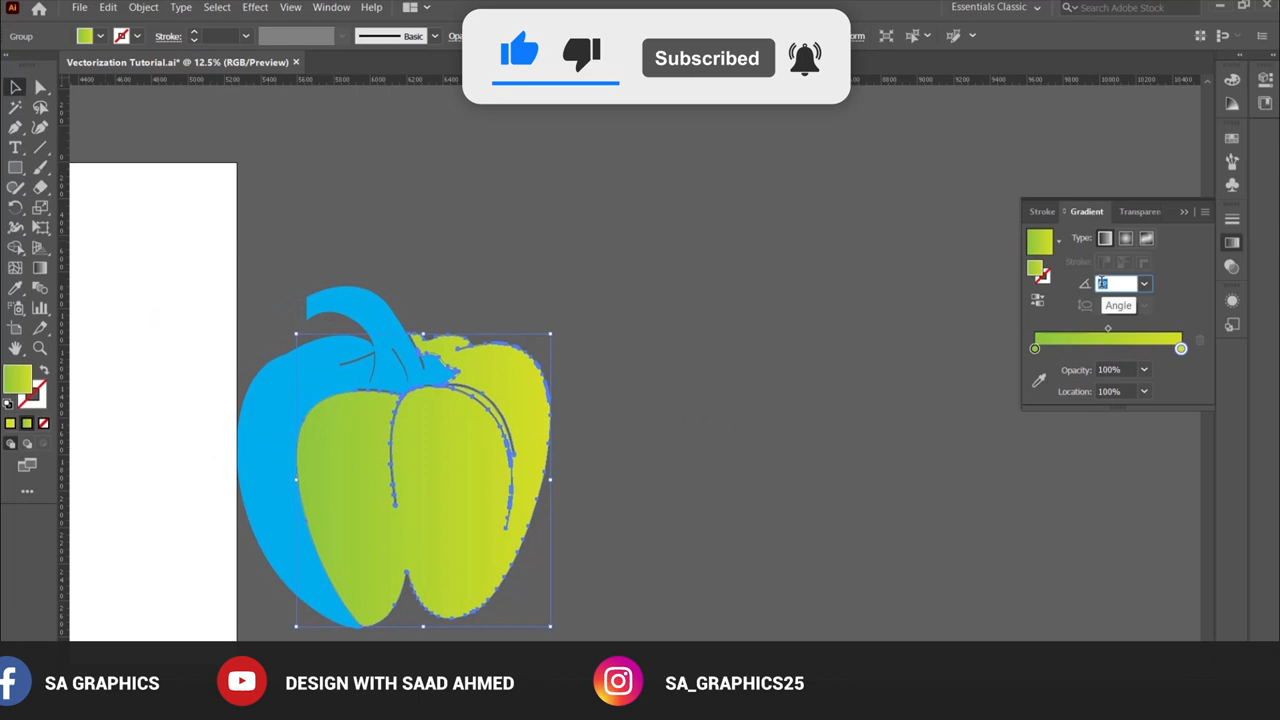 Ai File Edit Object Type Select Effect View Window Help Essentials Classic Search Adobe Stock
Group Stroke: Basic
Vectorization Tutorial.ai* @ 12.5% (RGB/Preview)
Subscribed
Stroke Gradient Transparen
Type:
Stroke:
Angle
Opacity: 100%
Location: 100%
SA GRAPHICS DESIGN WITH SAAD AHMED SA_GRAPHICS25